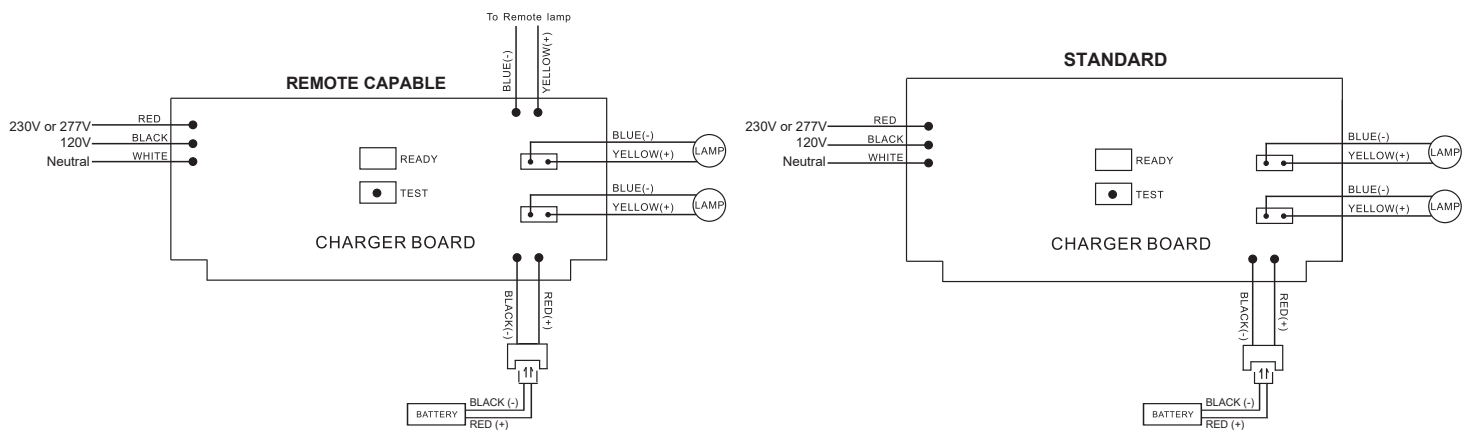 To Remote lamp
BLUE(-)
YELLOW(+)
REMOTE CAPABLE
230V or 277V
RED
120V
BLACK
Neutral
WHITE
READY
TEST
BLUE(-)
YELLOW(+)
LAMP
BLUE(-)
YELLOW(+)
LAMP
CHARGER BOARD
BLACK(-)
RED(+)
BATTERY
BLACK (-)
RED (+)
STANDARD
230V or 277V
RED
120V
BLACK
Neutral
WHITE
READY
TEST
BLUE(-)
YELLOW(+)
LAMP
BLUE(-)
YELLOW(+)
LAMP
CHARGER BOARD
BLACK(-)
RED(+)
BATTERY
BLACK (-)
RED (+)